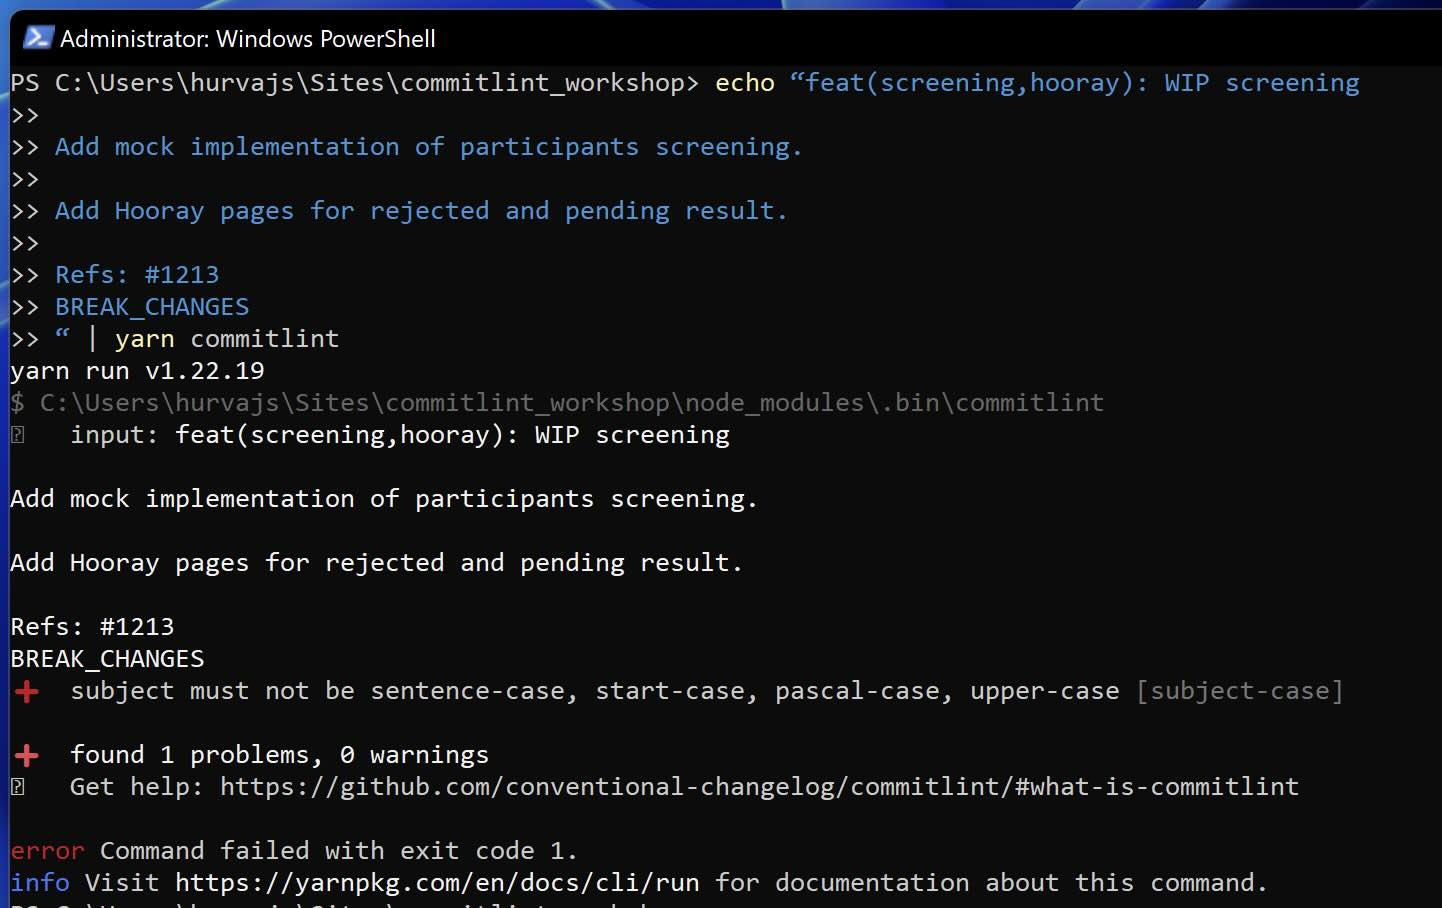 Administrator: Windows PowerShell
PS C:\Users\hurvajs\Sites\commitlint_workshop> echo “feat(screening,hooray): WIP screening
>>
>> Add mock implementation of participants screening.
>>
>> Add Hooray pages for rejected and pending result.
>>
>> Refs: #1213
>> BREAK_CHANGES
>> “ | yarn commitlint
yarn run v1.22.19
$ C:\Users\hurvajs\Sites\commitlint_workshop\node_modules\.bin\commitlint
input: feat(screening,hooray): WIP screening
Add mock implementation of participants screening.
Add Hooray pages for rejected and pending result.
Refs: #1213
BREAK_CHANGES
subject must not be sentence-case, start-case, pascal-case, upper-case [subject-case]
found 1 problems, 0 warnings
Get help: https://github.com/conventional-changelog/commitlint/#what-is-commitlint
error Command failed with exit code 1.
info Visit https://yarnpkg.com/en/docs/cli/run for documentation about this command.